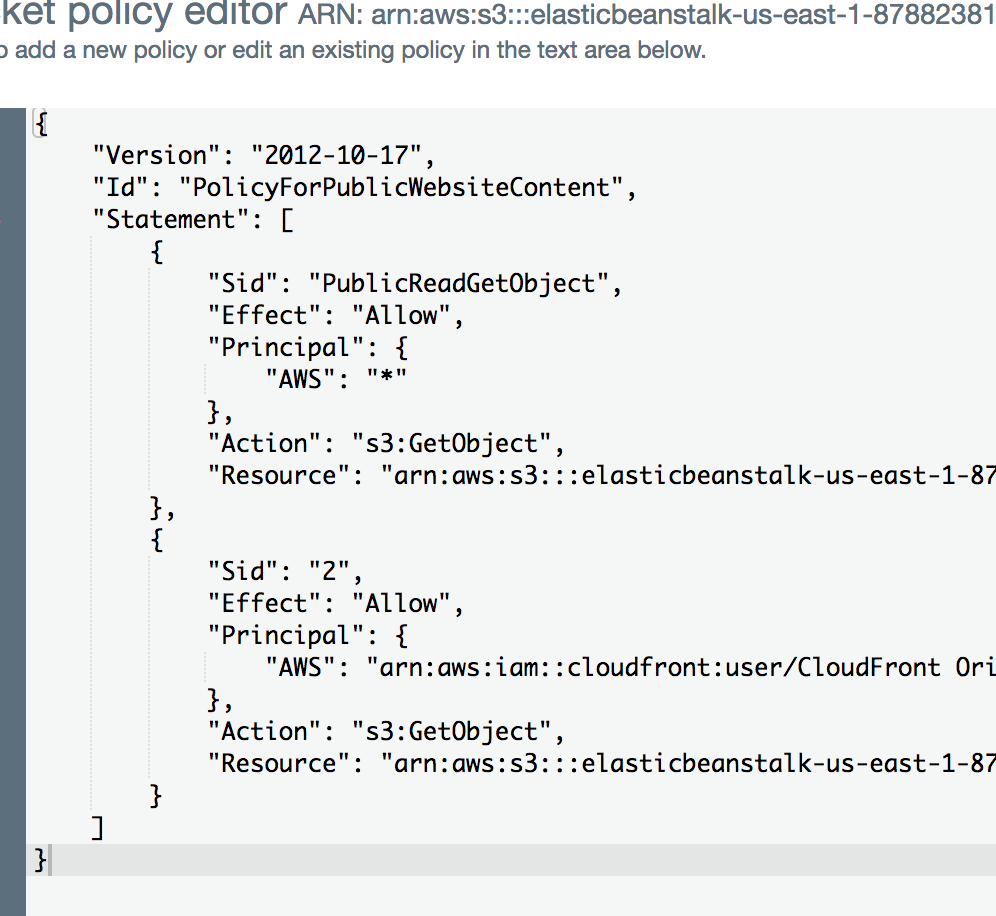 policy editor ARN: arn:aws:s3:::elasticbeanstalk-us-east-1-87882381
add a new policy or edit an existing policy in the text area below.
{
"Version": "2012-10-17",
"Id": "PolicyForPublicWebsiteContent",
"Statement": [
{
"Sid": "PublicReadGetObject",
"Effect": "Allow",
"Principal": {
"AWS": "*"
},
"Action": "s3:GetObject",
"Resource": "arn:aws:s3:::elasticbeanstalk-us-east-1-87
},
{
"Sid": "2",
"Effect": "Allow",
"Principal": {
"AWS": "arn:aws:iam::cloudfront:user/CloudFront Ori
},
"Action": "s3:GetObject",
"Resource": "arn:aws:s3:::elasticbeanstalk-us-east-1-87
}
]
}